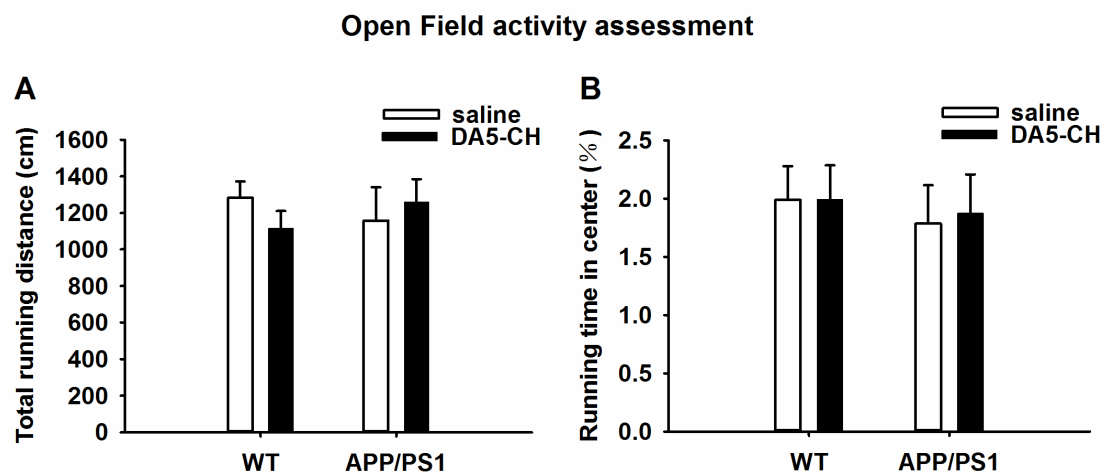 Open Field activity assessment
A
saline
DA5-CH
Total running distance (cm)
1600
1400
1200
1000
800
600
400
200
0
WT
APP/PS1
B
saline
DA5-CH
Running time in center (%)
2.5
2.0
1.5
1.0
0.5
0.0
WT
APP/PS1